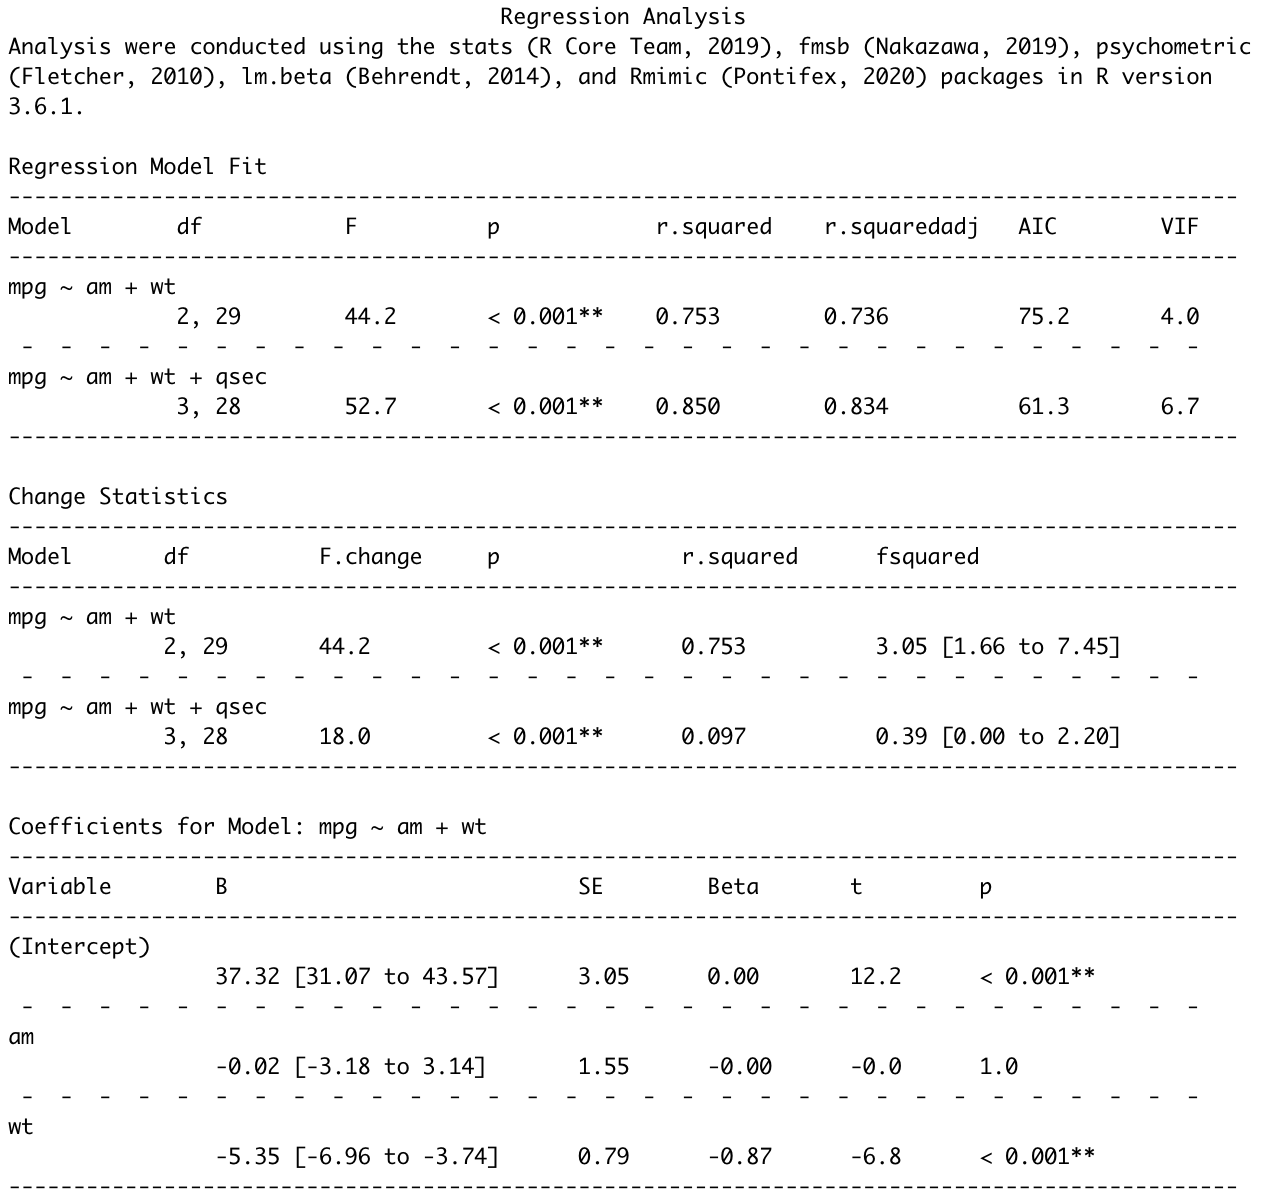 Regression Analysis
Analysis were conducted using the stats (R Core Team, 2019), fmsb (Nakazawa, 2019), psychometric
(Fletcher, 2010), lm.beta (Behrendt, 2014), and Rmimic (Pontifex, 2020) packages in R version
3.6.1.

Regression Model Fit
-----------------------------------------------------------------------------------------------
Model        df           F          p            r.squared    r.squaredadj   AIC        VIF
-----------------------------------------------------------------------------------------------
mpg ~ am + wt
             2, 29        44.2       < 0.001**    0.753        0.736          75.2       4.0
 -  -  -  -  -  -  -  -  -  -  -  -  -  -  -  -  -  -  -  -  -  -  -  -  -  -  -  -  -  -  -
mpg ~ am + wt + qsec
             3, 28        52.7       < 0.001**    0.850        0.834          61.3       6.7
-----------------------------------------------------------------------------------------------

Change Statistics
-----------------------------------------------------------------------------------------------
Model       df          F.change     p              r.squared      fsquared
-----------------------------------------------------------------------------------------------
mpg ~ am + wt
            2, 29       44.2         < 0.001**      0.753          3.05 [1.66 to 7.45]
 -  -  -  -  -  -  -  -  -  -  -  -  -  -  -  -  -  -  -  -  -  -  -  -  -  -  -  -  -  -  -
mpg ~ am + wt + qsec
            3, 28       18.0         < 0.001**      0.097          0.39 [0.00 to 2.20]
-----------------------------------------------------------------------------------------------

Coefficients for Model: mpg ~ am + wt
-----------------------------------------------------------------------------------------------
Variable        B                           SE        Beta       t         p
-----------------------------------------------------------------------------------------------
(Intercept)
                37.32 [31.07 to 43.57]      3.05      0.00       12.2      < 0.001**
 -  -  -  -  -  -  -  -  -  -  -  -  -  -  -  -  -  -  -  -  -  -  -  -  -  -  -  -  -  -  -
am
                -0.02 [-3.18 to 3.14]       1.55      -0.00      -0.0      1.0
 -  -  -  -  -  -  -  -  -  -  -  -  -  -  -  -  -  -  -  -  -  -  -  -  -  -  -  -  -  -  -
wt
                -5.35 [-6.96 to -3.74]      0.79      -0.87      -6.8      < 0.001**
-----------------------------------------------------------------------------------------------